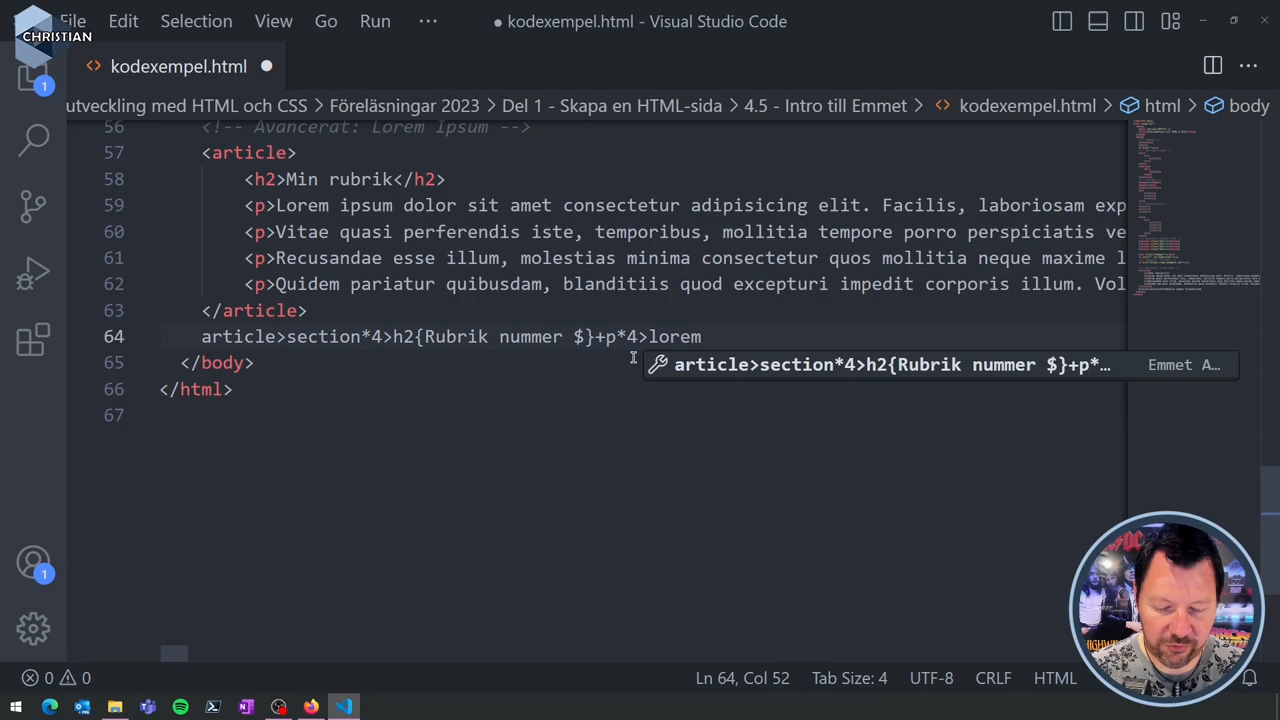 CHRISTIAN
File Edit Selection View Go Run ··· ● kodexempel.html - Visual Studio Code
kodexempel.html
utveckling med HTML och CSS > Föreläsningar 2023 > Del 1 - Skapa en HTML-sida > 4.5 - Intro till Emmet > kodexempel.html > html > body
56 <!-- Avancerat: Lorem Ipsum -->
57 <article>
58 <h2>Min rubrik</h2>
59 <p>Lorem ipsum dolor sit amet consectetur adipisicing elit. Facilis, laboriosam exp
60 <p>Vitae quasi perferendis iste, temporibus, mollitia tempore porro perspiciatis ve
61 <p>Recusandae esse illum, molestias minima consectetur quos mollitia neque maxime l
62 <p>Quidem pariatur quibusdam, blanditiis quod excepturi impedit corporis illum. Vol
63 </article>
64 article>section*4>h2{Rubrik nummer $}+p*4>lorem
article>section*4>h2{Rubrik nummer $}+p*… Emmet A…
65 </body>
66 </html>
67
1
1
0 0 Ln 64, Col 52 Tab Size: 4 UTF-8 CRLF HTML